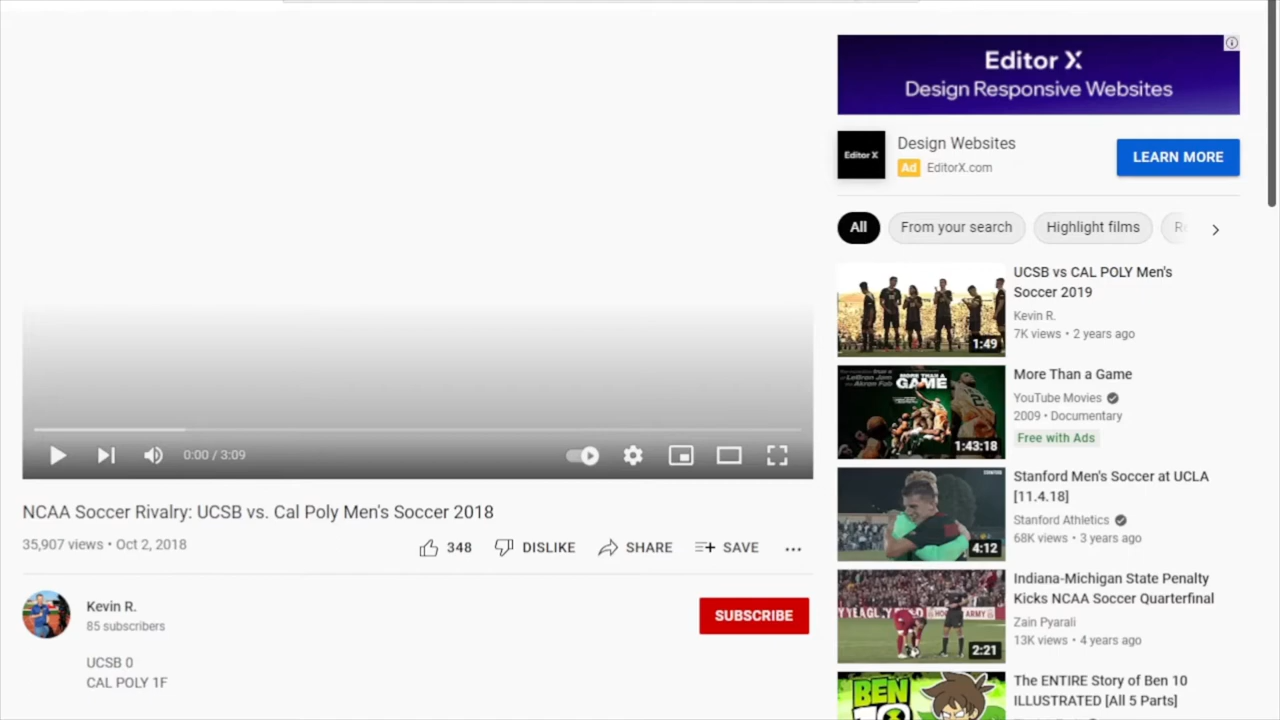 Editor X
Design Responsive Websites
Editor X
Design Websites
Ad EditorX.com
LEARN MORE
All
From your search
Highlight films
UCSB vs CAL POLY Men's
Soccer 2019
Kevin R.
7K views • 2 years ago
1:49
MORE THAN A
GAME
1:43:18
More Than a Game
YouTube Movies
2009 • Documentary
Free with Ads
0:00 / 3:09
NCAA Soccer Rivalry: UCSB vs. Cal Poly Men's Soccer 2018
35,907 views • Oct 2, 2018
348
DISLIKE
SHARE
SAVE
Kevin R.
85 subscribers
SUBSCRIBE
UCSB 0
CAL POLY 1F
Stanford Men's Soccer at UCLA
[11.4.18]
Stanford Athletics
68K views • 3 years ago
4:12
Indiana-Michigan State Penalty
Kicks NCAA Soccer Quarterfinal
Zain Pyarali
13K views • 4 years ago
2:21
The ENTIRE Story of Ben 10
ILLUSTRATED [All 5 Parts]
BEN